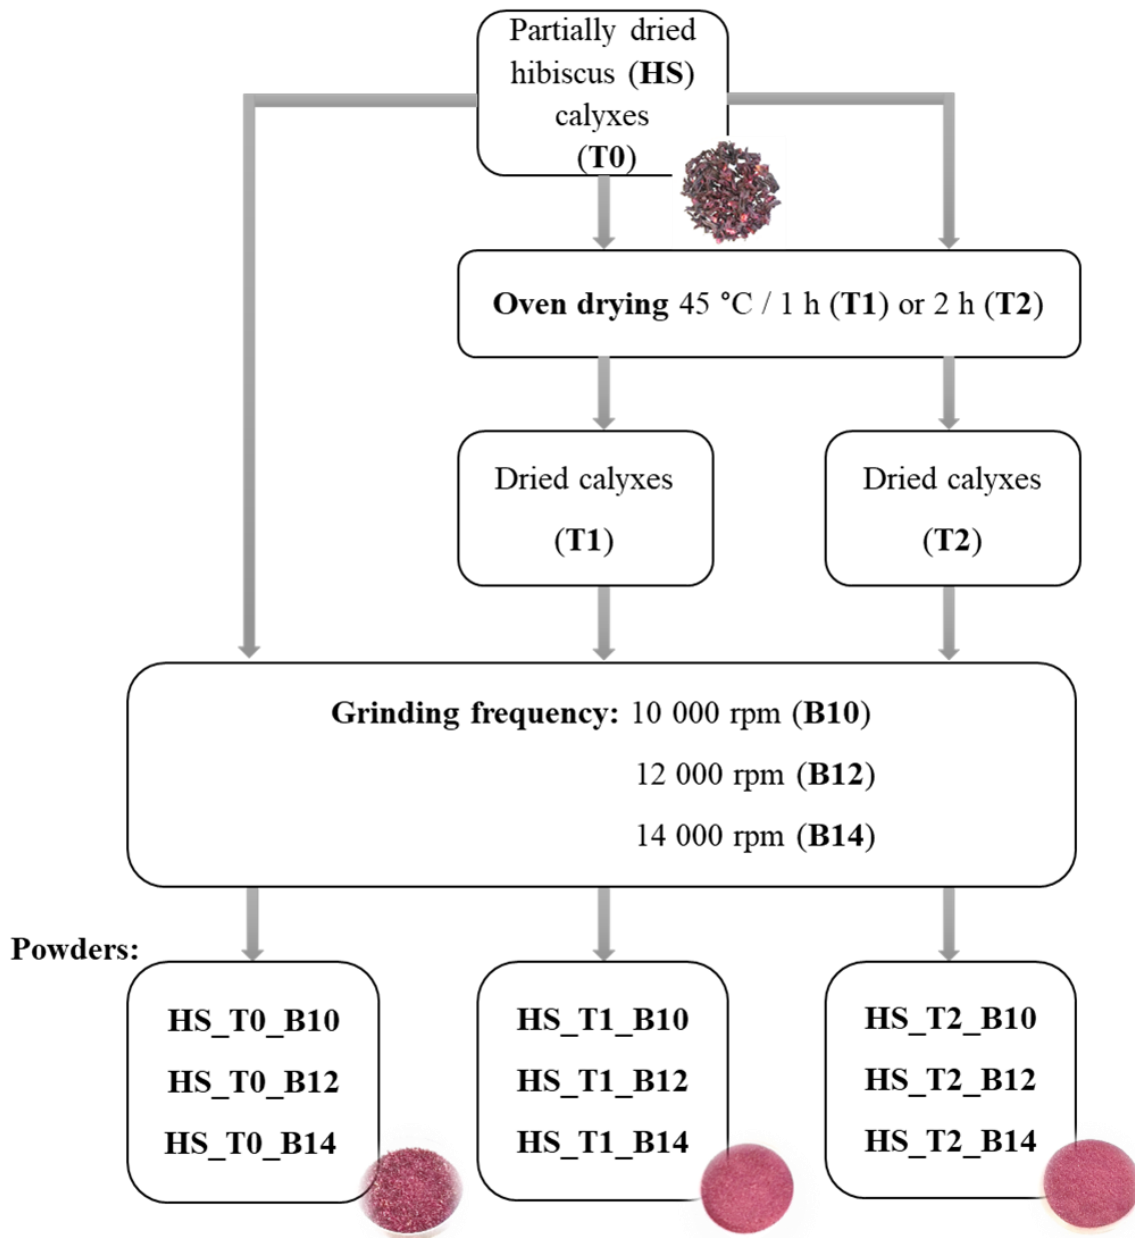 Partially dried
hibiscus (HS)
calyxes
(T0)
Oven drying 45 °C / 1 h (T1) or 2 h (T2)
Dried calyxes
(T1)
Dried calyxes
(T2)
Grinding frequency: 10 000 rpm (B10)
12 000 rpm (B12)
14 000 rpm (B14)
Powders:
HS_T0_B10
HS_T0_B12
HS_T0_B14
HS_T1_B10
HS_T1_B12
HS_T1_B14
HS_T2_B10
HS_T2_B12
HS_T2_B14